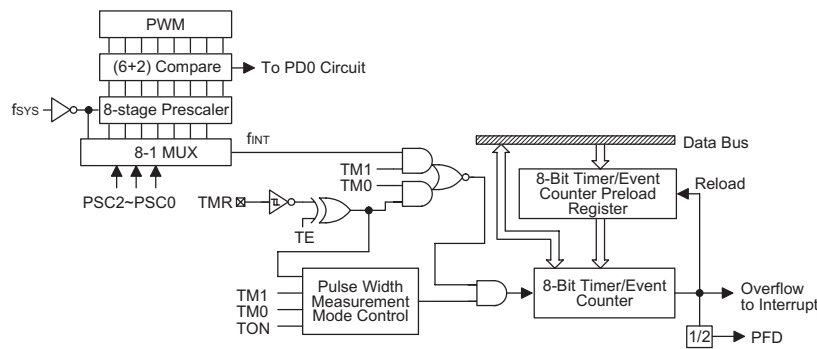 PWM
(6+2) Compare
To PD0 Circuit
fSYS
8-stage Prescaler
8-1 MUX
fINT
PSC2~PSC0
TM1
TM0
TMR
TE
TM1
TM0
TON
Pulse Width
Measurement
Mode Control
Data Bus
8-Bit Timer/Event
Counter Preload
Register
Reload
8-Bit Timer/Event
Counter
Overflow
to Interrupt
1/2
PFD